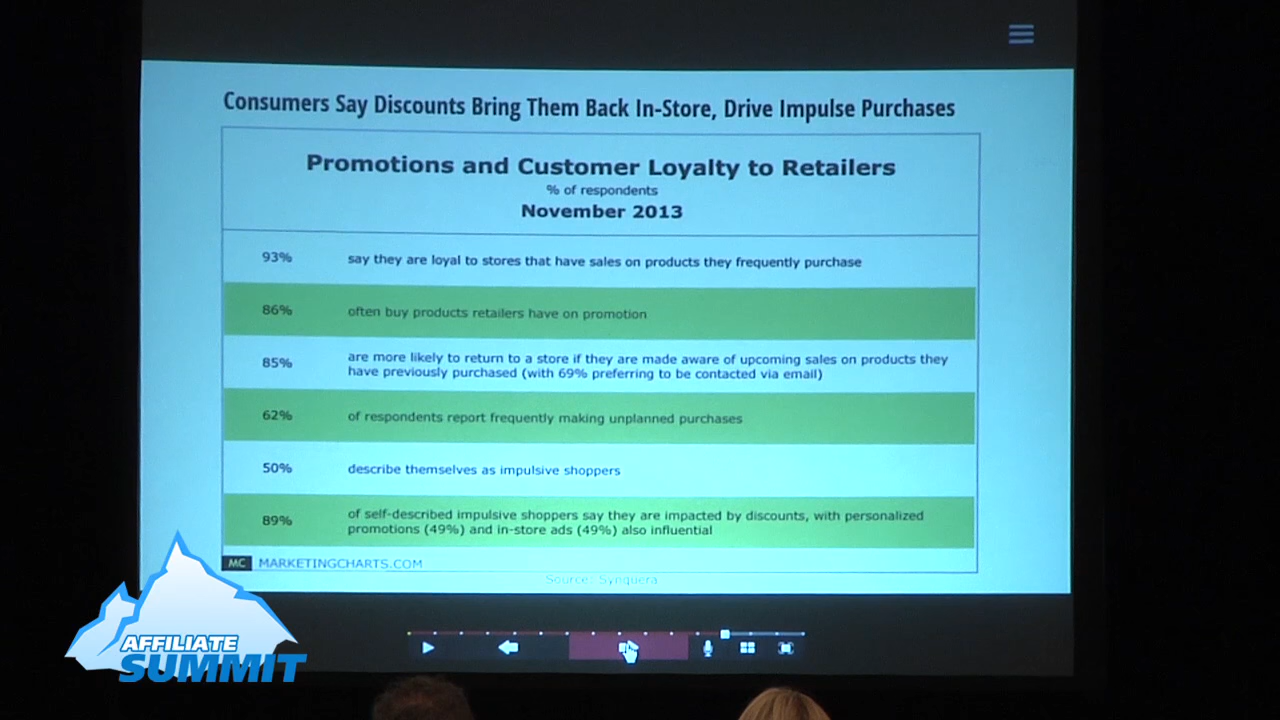 Consumers Say Discounts Bring Them Back In-Store, Drive Impulse Purchases
Promotions and Customer Loyalty to Retailers
% of respondents
November 2013
93% say they are loyal to stores that have sales on products they frequently purchase
86% often buy products retailers have on promotion
85% are more likely to return to a store if they are made aware of upcoming sales on products they
have previously purchased (with 69% preferring to be contacted via email)
62% of respondents report frequently making unplanned purchases
50% describe themselves as impulsive shoppers
89% of self-described impulsive shoppers say they are impacted by discounts, with personalized
promotions (49%) and in-store ads (49%) also influential
MC MARKETINGCHARTS.COM
Source: Synqera
AFFILIATE
SUMMIT